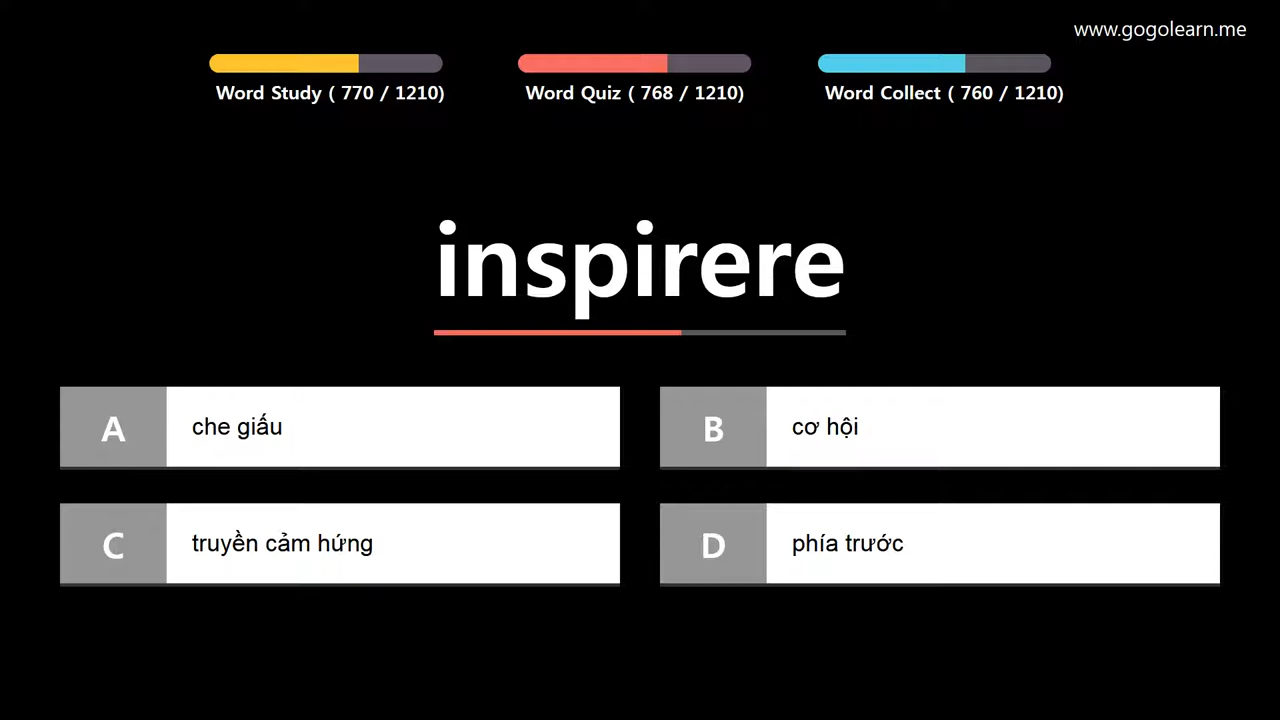 www.gogolearn.me
Word Study ( 770 / 1210)
Word Quiz ( 768 / 1210)
Word Collect ( 760 / 1210)
inspirere
A
che giấu
B
cơ hội
C
truyền cảm hứng
D
phía trước